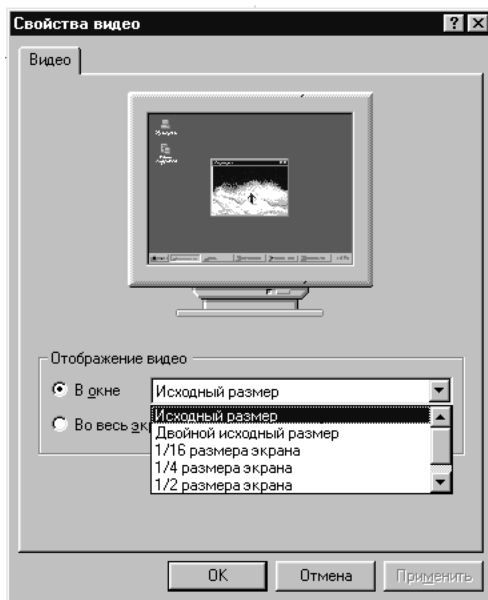 Свойства видео
Видео
Отображение видео
В окне
Исходный размер
Во весь эк
Исходный размер
Двойной исходный размер
1/16 размера экрана
1/4 размера экрана
1/2 размера экрана
OK
Отмена
Применить